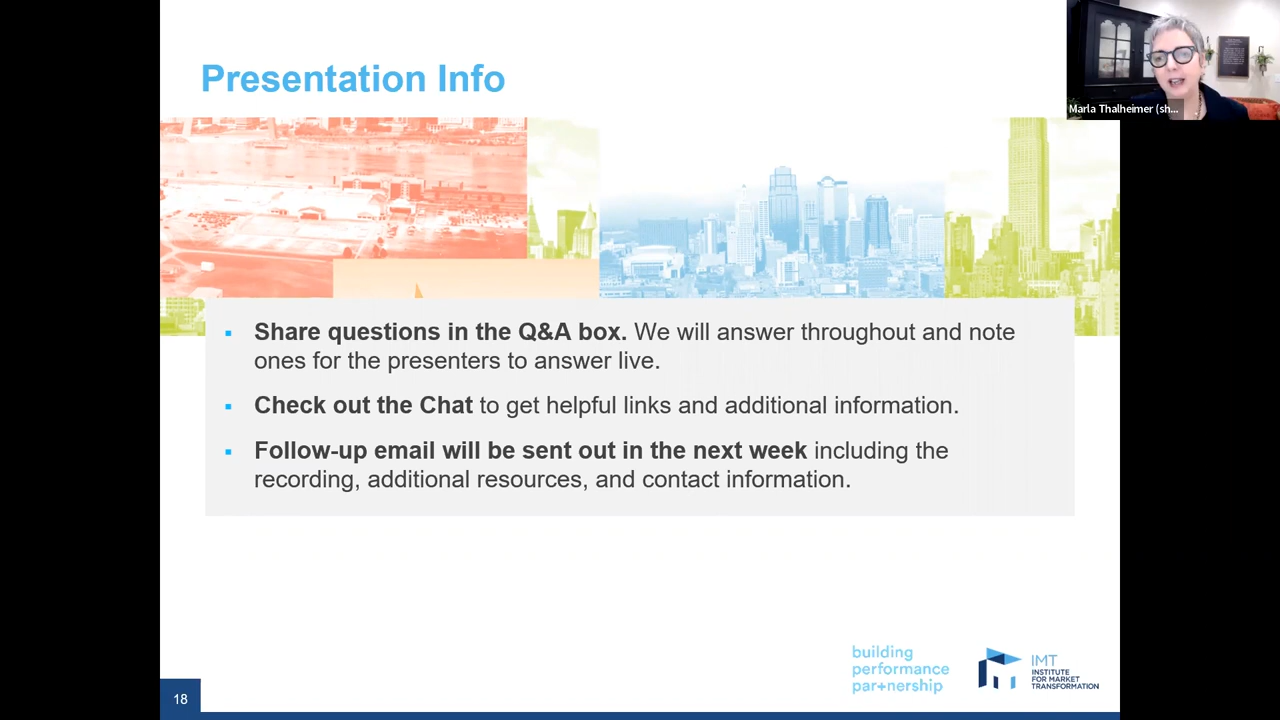 Presentation Info
Marla Thalheimer (sh...
▪ Share questions in the Q&A box. We will answer throughout and note
ones for the presenters to answer live.
▪ Check out the Chat to get helpful links and additional information.
▪ Follow-up email will be sent out in the next week including the
recording, additional resources, and contact information.
building
performance
par+nership
IMT
INSTITUTE
FOR MARKET
TRANSFORMATION
18